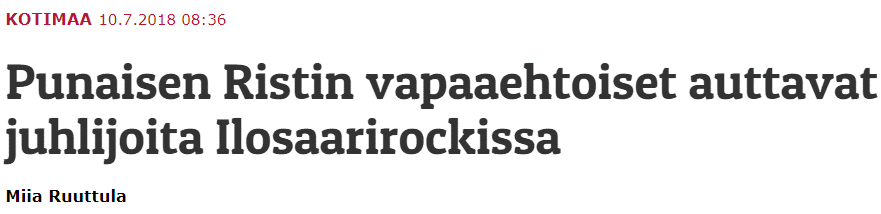 KOTIMAA 10.7.2018 08:36
Punaisen Ristin vapaaehtoiset auttavat
juhlijoita Ilosaarirockissa
Miia Ruuttula